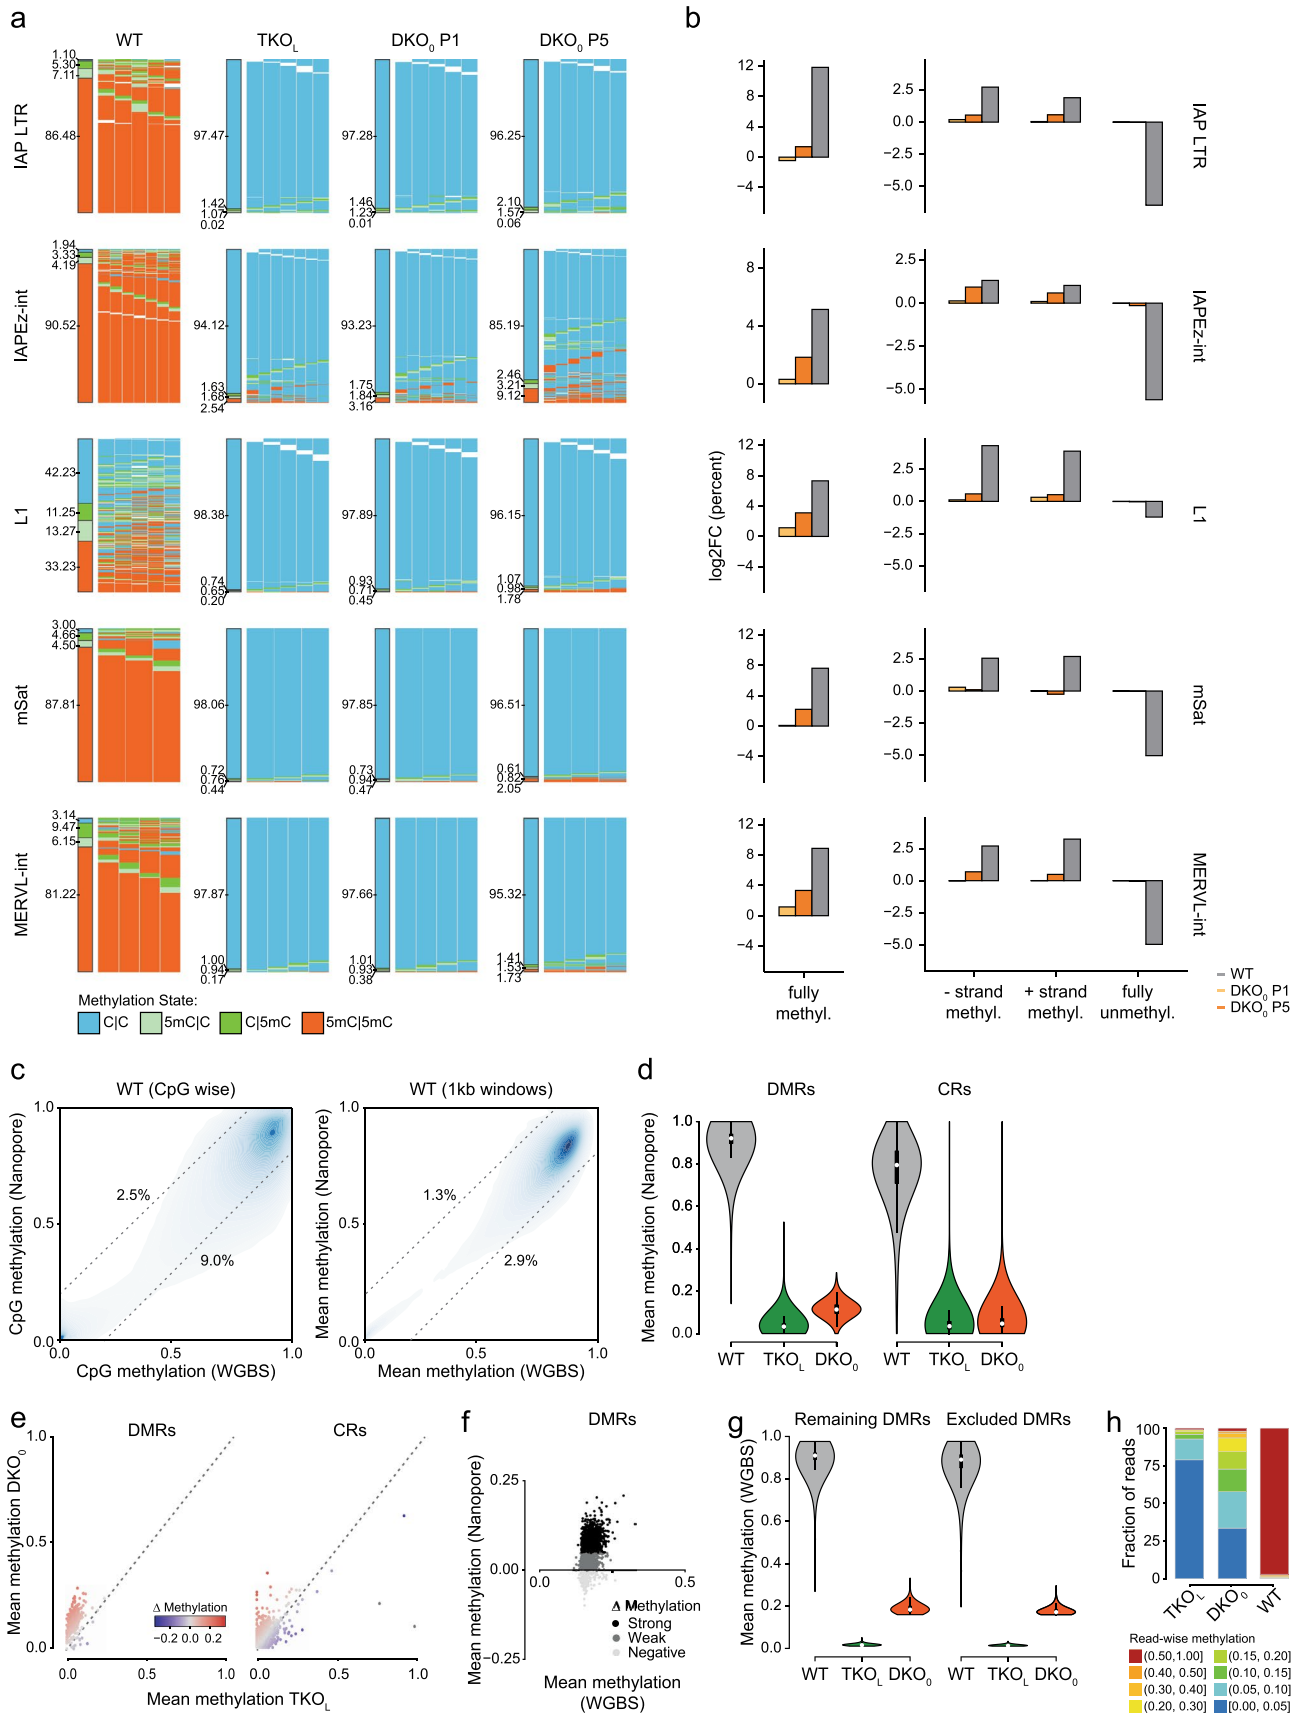 a
WT
TKO_L
DKO_0 P1
DKO_0 P5
IAP LTR
1.10
5.30
7.11
86.48
97.47
1.42
1.07
0.02
97.28
1.46
1.23
0.01
96.25
2.10
1.57
0.06
IAPEz-int
1.94
3.33
4.19
90.52
94.12
1.63
1.68
2.54
93.23
1.75
1.84
3.16
85.19
2.46
3.21
9.12
L1
42.23
11.25
13.27
33.23
98.38
0.74
0.65
0.20
97.89
0.93
0.71
0.45
96.15
1.07
0.98
1.78
mSat
3.00
4.66
4.50
87.81
98.06
0.72
0.76
0.44
97.85
0.73
0.94
0.47
96.51
0.61
0.82
2.05
MERVL-int
3.14
9.47
6.15
81.22
97.87
1.00
0.94
0.17
97.66
1.01
0.93
0.38
95.32
1.41
1.53
1.73
Methylation State:
C|C
5mC|C
C|5mC
5mC|5mC
b
log2FC (percent)
12
8
4
0
−4
2.5
0.0
−2.5
−5.0
IAP LTR
8
4
0
2.5
0.0
−2.5
−5.0
IAPEz-int
12
8
4
0
−4
2.5
0.0
−2.5
−5.0
L1
12
8
4
0
−4
2.5
0.0
−2.5
−5.0
mSat
12
8
4
0
−4
2.5
0.0
−2.5
−5.0
MERVL-int
fully
methyl.
- strand
methyl.
+ strand
methyl.
fully
unmethyl.
WT
DKO_0 P1
DKO_0 P5
c
WT (CpG wise)
CpG methylation (Nanopore)
1.0
0.5
0.0
2.5%
9.0%
0.0
0.5
1.0
CpG methylation (WGBS)
WT (1kb windows)
Mean methylation (Nanopore)
1.0
0.5
0.0
1.3%
2.9%
0.0
0.5
1.0
Mean methylation (WGBS)
d
DMRs
CRs
Mean methylation (Nanopore)
1.0
0.8
0.6
0.4
0.2
0.0
WT
TKO_L
DKO_0
WT
TKO_L
DKO_0
e
DMRs
CRs
Mean methylation DKO_0
1.0
0.5
0.0
Δ Methylation
−0.2
0.0
0.2
0.0
0.5
1.0
0.0
0.5
1.0
Mean methylation TKO_L
f
DMRs
Mean methylation (Nanopore)
0.25
0.00
−0.25
0.0
0.5
Δ Methylation
Strong
Weak
Negative
Mean methylation
(WGBS)
g
Remaining DMRs
Excluded DMRs
Mean methylation (WGBS)
1.0
0.8
0.6
0.4
0.2
0.0
WT
TKO_L
DKO_0
WT
TKO_L
DKO_0
h
Fraction of reads
100
75
50
25
0
TKO_L
DKO_0
WT
Read-wise methylation
(0.50,1.00]
(0.40, 0.50]
(0.30, 0.40]
(0.20, 0.30]
(0.15, 0.20]
(0.10, 0.15]
(0.05, 0.10]
[0.00, 0.05]